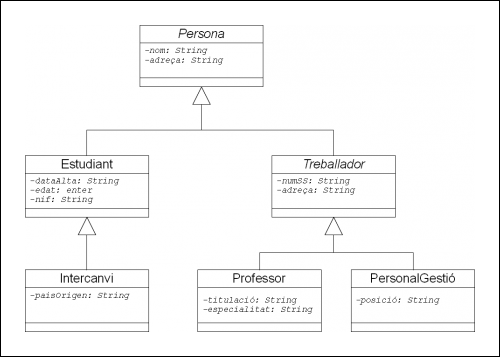 Persona
-nom: String
-adreça: String
Estudiant
-dataAlta: String
-edat: enter
-nif: String
Treballador
-numSS: String
-adreça: String
Intercanvi
-paisOrigen: String
Professor
-titulació: String
-especialitat: String
PersonalGestió
-posició: String